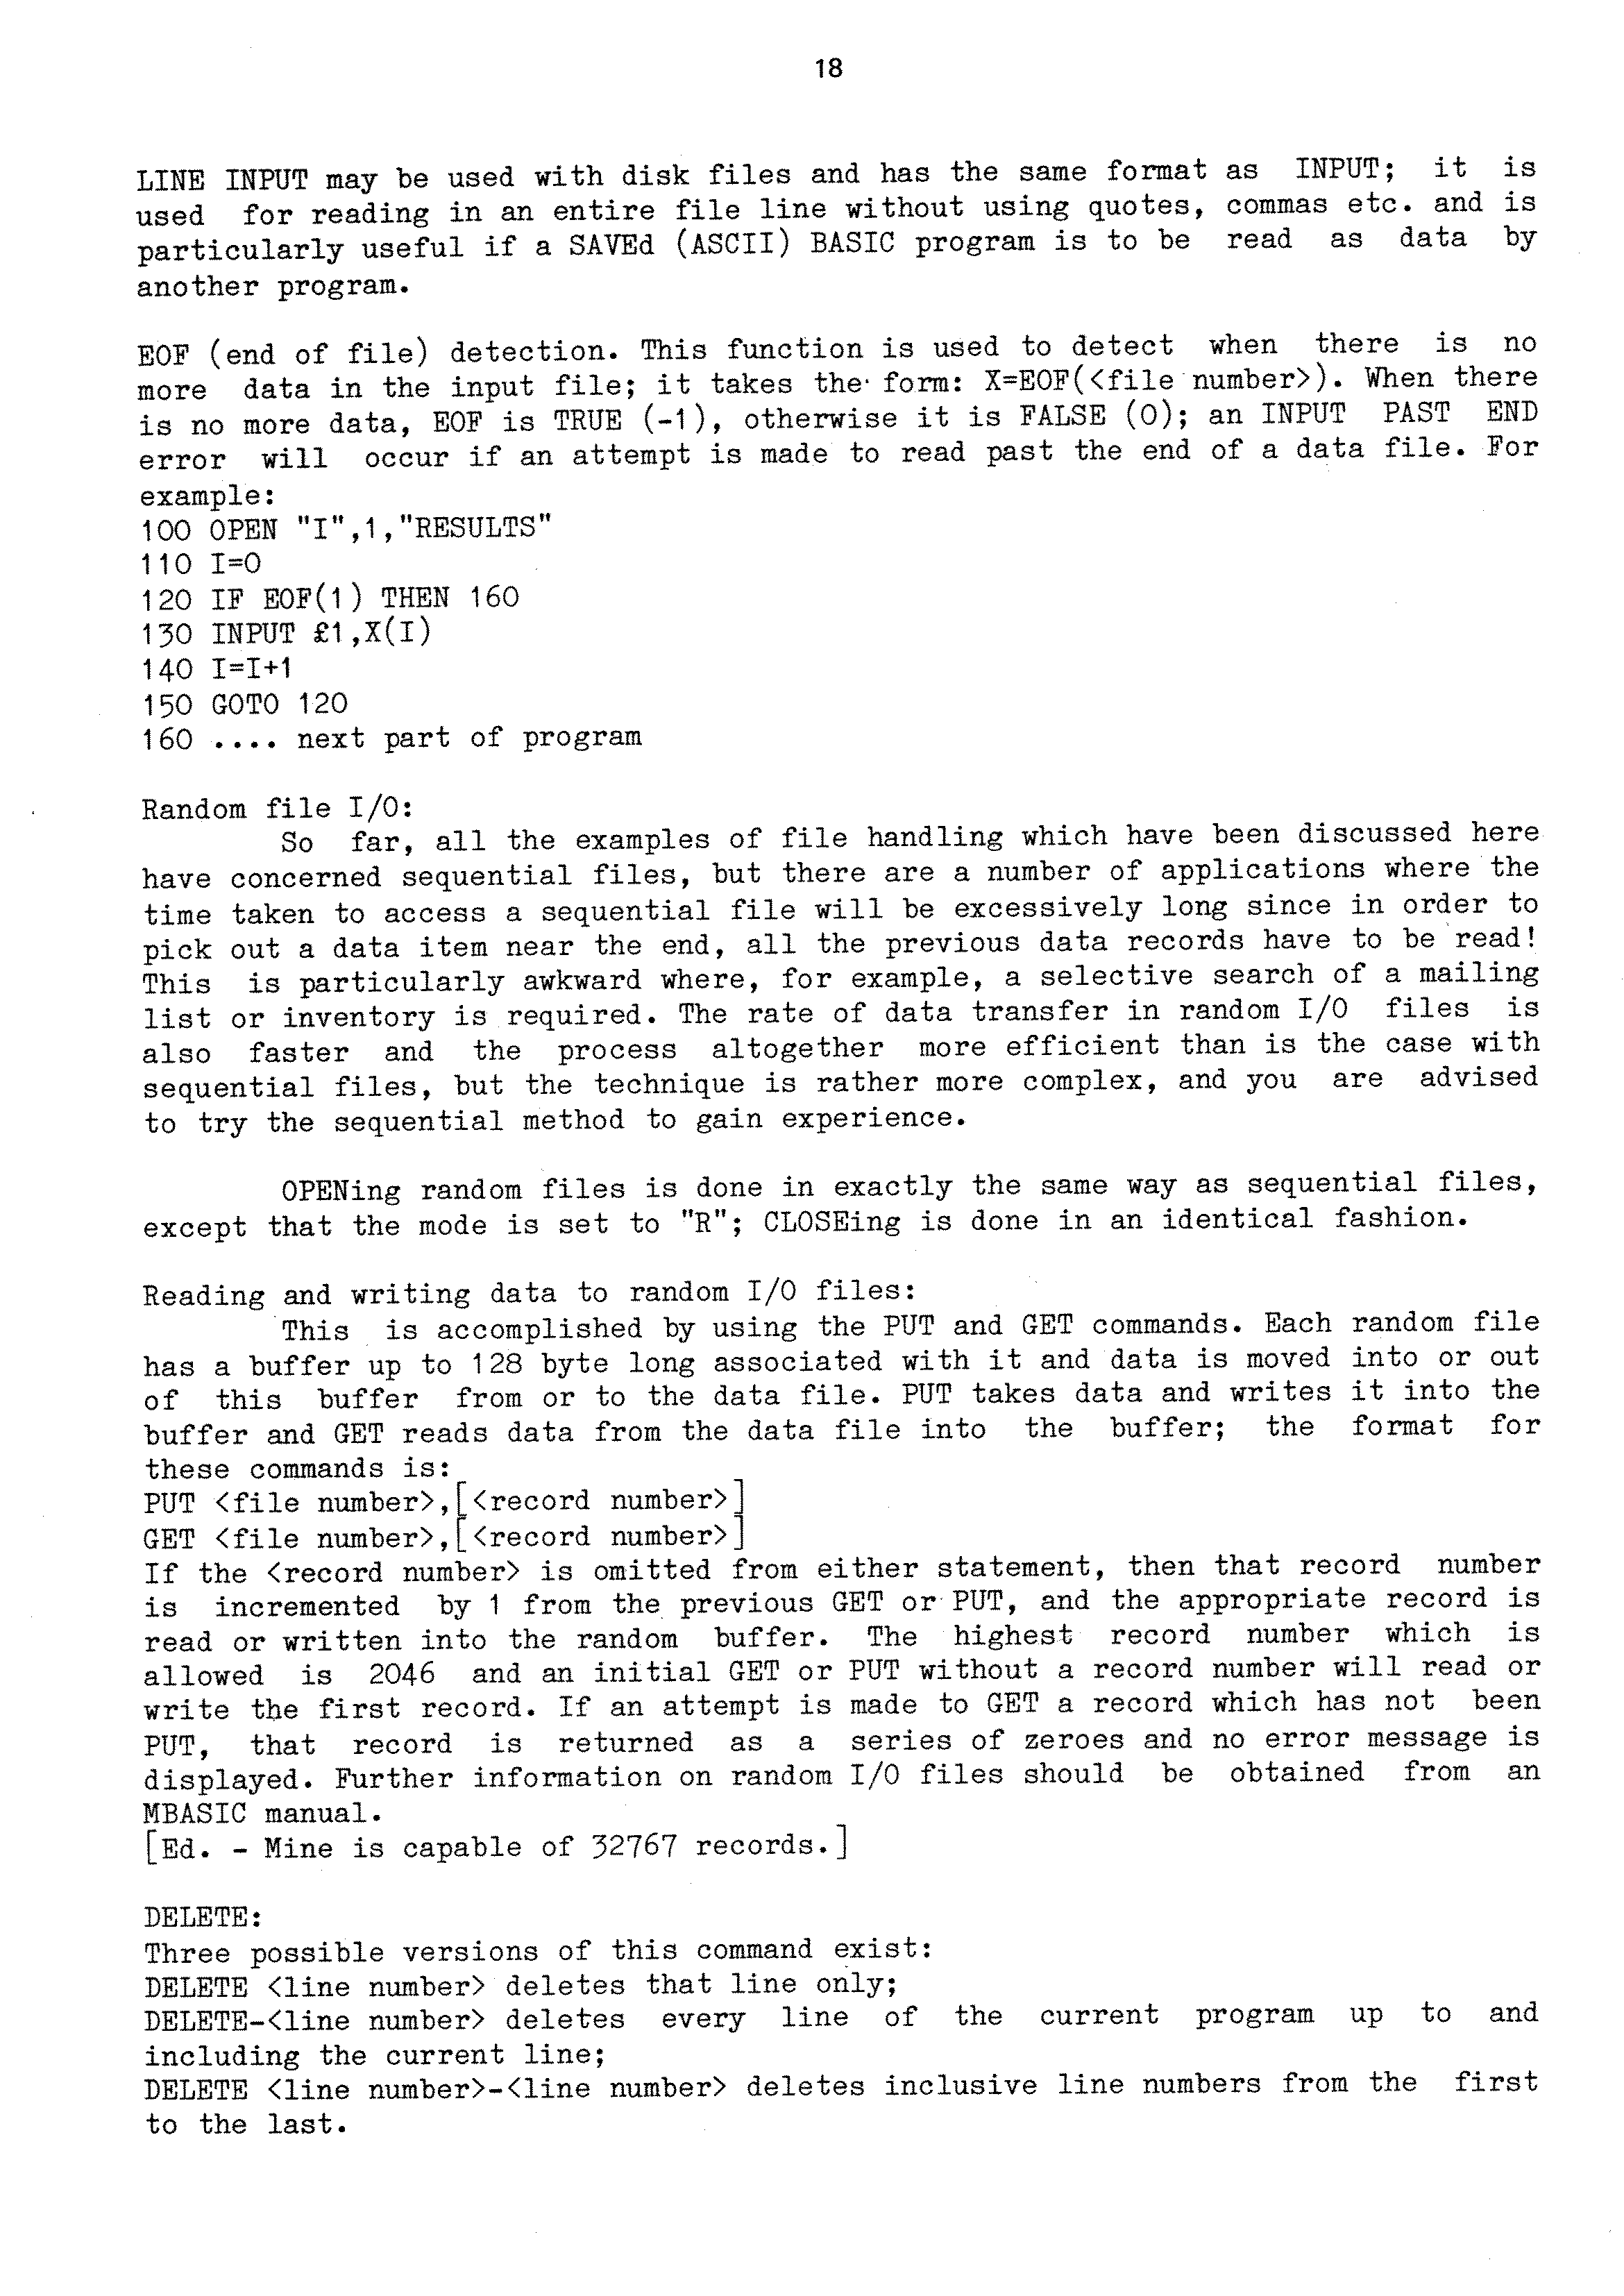 18
LINE INPUT may be used with disk files and has the same format as INPUT; it is
used for reading in an entire file line without using quotes, commas etc. and is
particularly useful if a SAVEd (ASCII) BASIC program is to be read as data by
another program.
EOF (end of file) detection. This function is used to detect when there is no
more data in the input file; it takes the form: X=EOF(<file number>). When there
is no more data, EOF is TRUE (-1), otherwise it is FALSE (0); an INPUT PAST END
error will occur if an attempt is made to read past the end of a data file. For
example:
100 OPEN "I",1,"RESULTS"
110 I=0
120 IF EOF(1) THEN 160
130 INPUT £1,X(I)
140 I=I+1
150 GOTO 120
160 .... next part of program
Random file I/O:
So far, all the examples of file handling which have been discussed here
have concerned sequential files, but there are a number of applications where the
time taken to access a sequential file will be excessively long since in order to
pick out a data item near the end, all the previous data records have to be read!
This is particularly awkward where, for example, a selective search of a mailing
list or inventory is required. The rate of data transfer in random I/O files is
also faster and the process altogether more efficient than is the case with
sequential files, but the technique is rather more complex, and you are advised
to try the sequential method to gain experience.
OPENing random files is done in exactly the same way as sequential files,
except that the mode is set to "R"; CLOSEing is done in an identical fashion.
Reading and writing data to random I/O files:
This is accomplished by using the PUT and GET commands. Each random file
has a buffer up to 128 byte long associated with it and data is moved into or out
of this buffer from or to the data file. PUT takes data and writes it into the
buffer and GET reads data from the data file into the buffer; the format for
these commands is:
PUT <file number>,[<record number>]
GET <file number>,[<record number>]
If the <record number> is omitted from either statement, then that record number
is incremented by 1 from the previous GET or PUT, and the appropriate record is
read or written into the random buffer. The highest record number which is
allowed is 2046 and an initial GET or PUT without a record number will read or
write the first record. If an attempt is made to GET a record which has not been
PUT, that record is returned as a series of zeroes and no error message is
displayed. Further information on random I/O files should be obtained from an
MBASIC manual.
[Ed. - Mine is capable of 32767 records.]
DELETE:
Three possible versions of this command exist:
DELETE <line number> deletes that line only;
DELETE-<line number> deletes every line of the current program up to and
including the current line;
DELETE <line number>-<line number> deletes inclusive line numbers from the first
to the last.